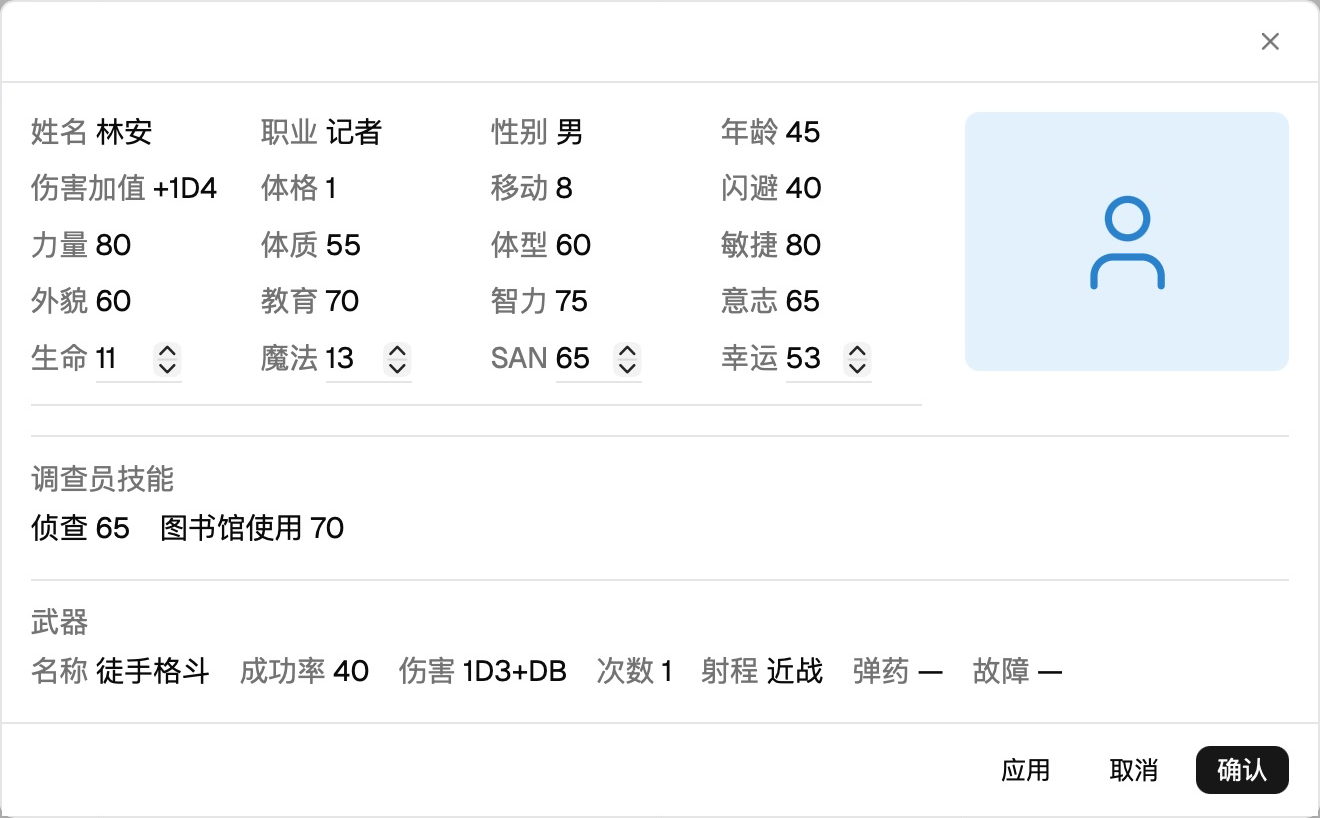 姓名 林安 职业 记者 性别 男 年龄 45
伤害加值 +1D4 体格 1 移动 8 闪避 40
力量 80 体质 55 体型 60 敏捷 80
外貌 60 教育 70 智力 75 意志 65
生命 11 魔法 13 SAN 65 幸运 53
调查员技能
侦查 65 图书馆使用 70
武器
名称 徒手格斗 成功率 40 伤害 1D3+DB 次数 1 射程 近战 弹药 — 故障 —
应用 取消 确认